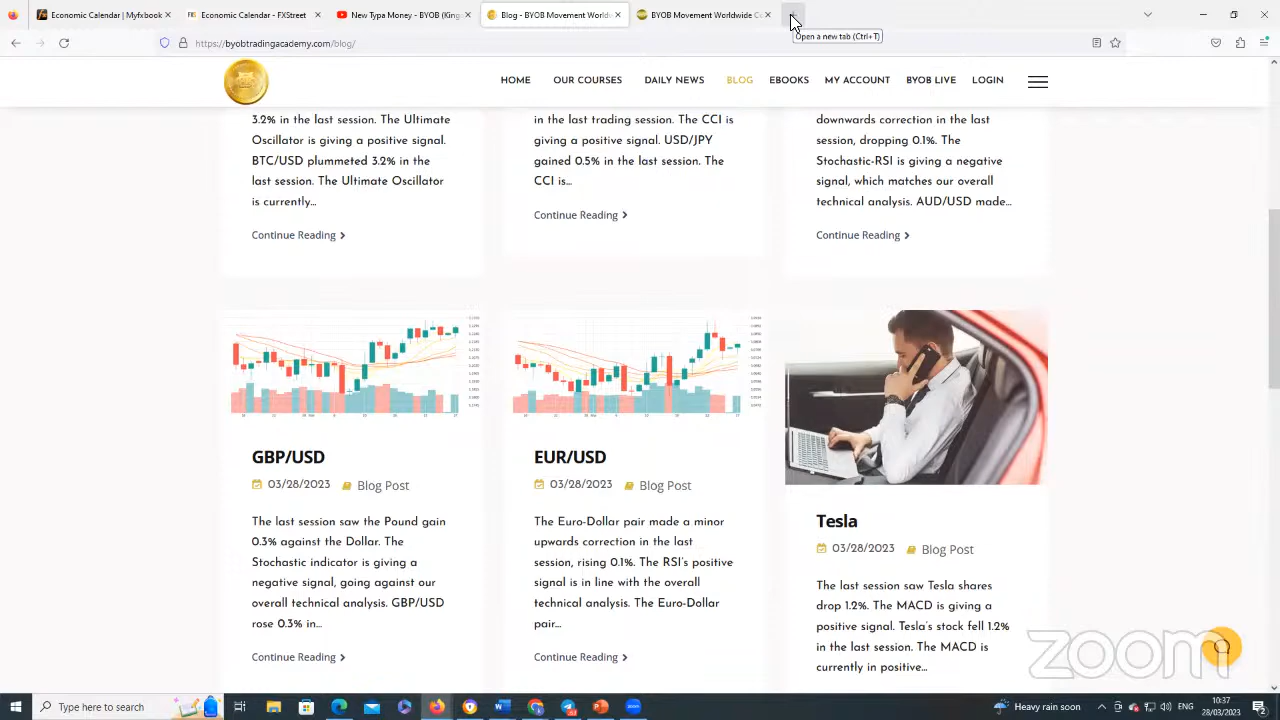 Economic Calendar - Myfxbook
Economic Calendar - FXStreet
New Typa Money - BYOB (King
Blog - BYOB Movement Worldw
BYOB Movement Worldwide Co
Open a new tab (Ctrl+T)
https://byobtradingacademy.com/blog/
HOME
OUR COURSES
DAILY NEWS
BLOG
EBOOKS
MY ACCOUNT
BYOB LIVE
LOGIN
3.2% in the last session. The Ultimate
Oscillator is giving a positive signal.
BTC/USD plummeted 3.2% in the
last session. The Ultimate Oscillator
is currently...
Continue Reading
in the last trading session. The CCI is
giving a positive signal. USD/JPY
gained 0.5% in the last session. The
CCI is...
Continue Reading
downwards correction in the last
session, dropping 0.1%. The
Stochastic-RSI is giving a negative
signal, which matches our overall
technical analysis. AUD/USD made...
Continue Reading
GBP/USD
03/28/2023 Blog Post
The last session saw the Pound gain
0.3% against the Dollar. The
Stochastic indicator is giving a
negative signal, going against our
overall technical analysis. GBP/USD
rose 0.3% in...
Continue Reading
EUR/USD
03/28/2023 Blog Post
The Euro-Dollar pair made a minor
upwards correction in the last
session, rising 0.1%. The RSI's positive
signal is in line with the overall
technical analysis. The Euro-Dollar
pair...
Continue Reading
Tesla
03/28/2023 Blog Post
The last session saw Tesla shares
drop 1.2%. The MACD is giving a
positive signal. Tesla's stock fell 1.2%
in the last session. The MACD is
currently in positive...
zoom
Type here to search
Heavy rain soon
ENG
10:37
28/03/2023
2